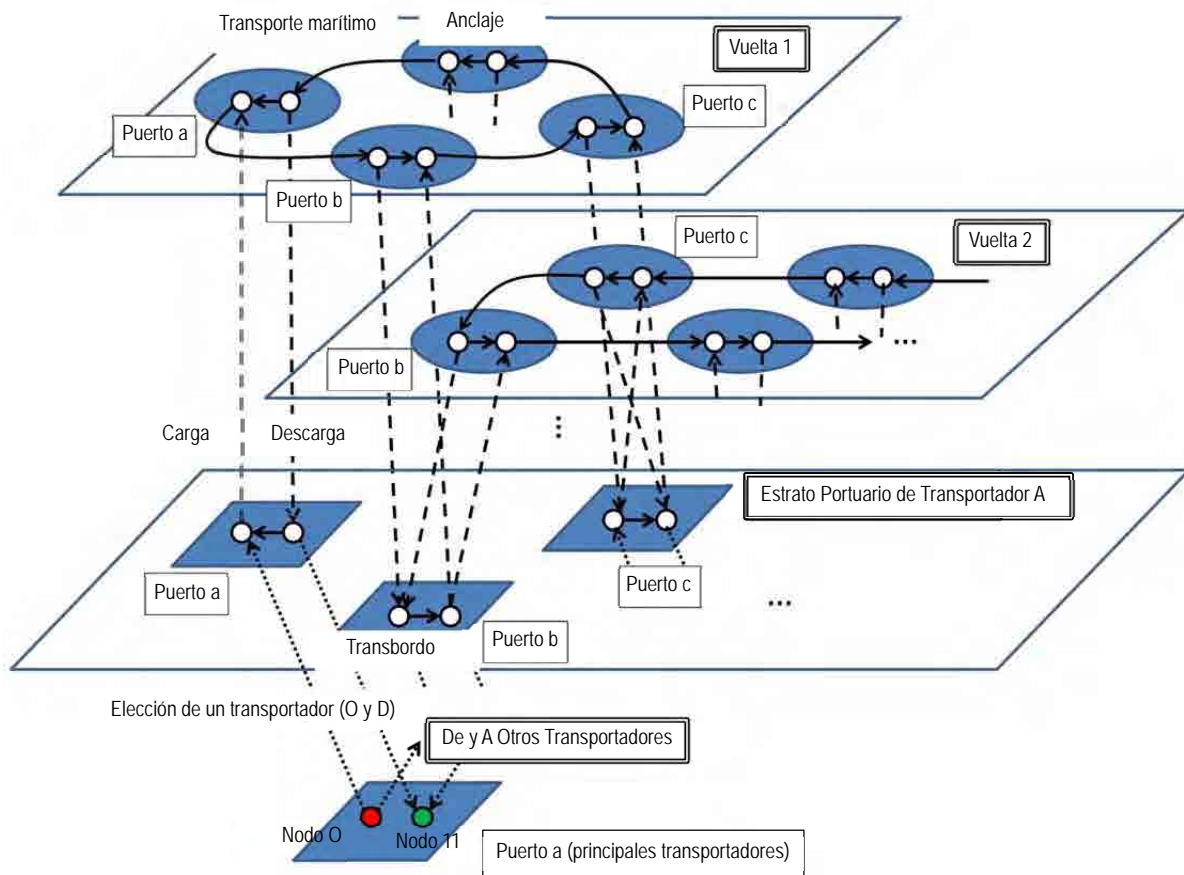 Transporte marítimo
Anclaje
Vuelta 1
Puerto a
Puerto c
Puerto b
Puerto c
Vuelta 2
Puerto b
...
Carga
Descarga
...
Estrato Portuario de Transportador A
Puerto a
Puerto c
...
Transbordo
Puerto b
Elección de un transportador (O y D)
De y A Otros Transportadores
Nodo O
Nodo 11
Puerto a (principales transportadores)